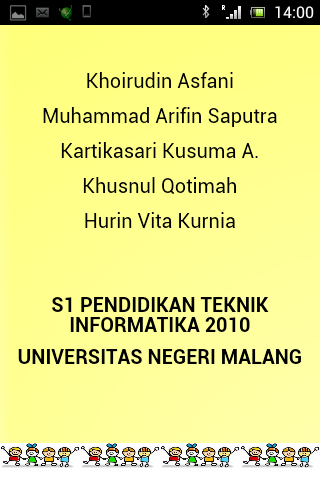 R 14:00
Khoirudin Asfani
Muhammad Arifin Saputra
Kartikasari Kusuma A.
Khusnul Qotimah
Hurin Vita Kurnia
S1 PENDIDIKAN TEKNIK
INFORMATIKA 2010
UNIVERSITAS NEGERI MALANG